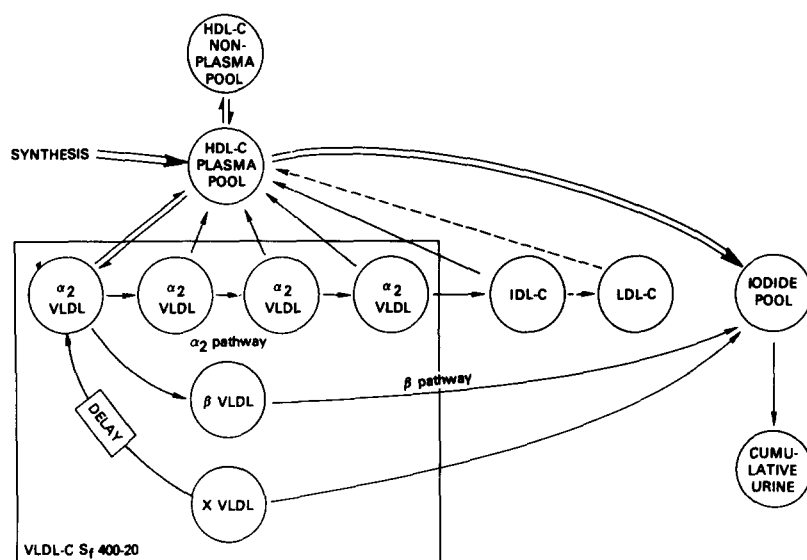 HDL-C
NON-
PLASMA
POOL
HDL-C
PLASMA
POOL
SYNTHESIS
α2
VLDL
α2
VLDL
α2
VLDL
α2
VLDL
IDL-C
LDL-C
IODIDE
POOL
α2 pathway
β VLDL
β pathway
DELAY
X VLDL
CUMU-
LATIVE
URINE
VLDL-C Sf 400-20